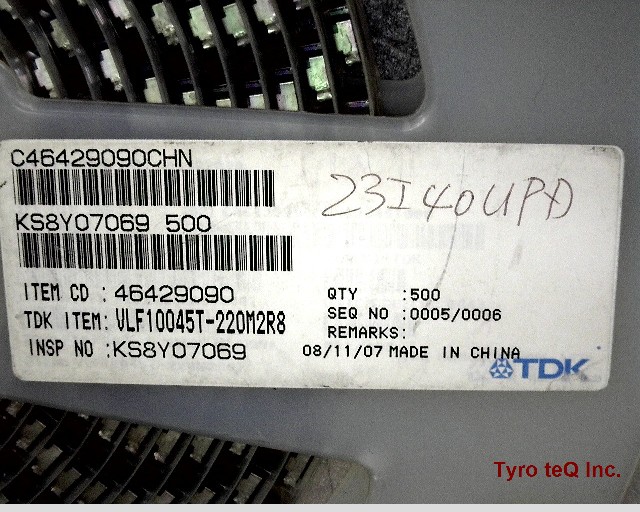 C46429090CHN
23I40UPD
KS8Y07069 500
ITEM CD : 46429090
TDK ITEM: VLF10045T-220M2R8
INSP NO : KS8Y07069
QTY :500
SEQ NO :0005/0006
REMARKS:
08/11/07 MADE IN CHINA
TDK
Tyro teQ Inc.